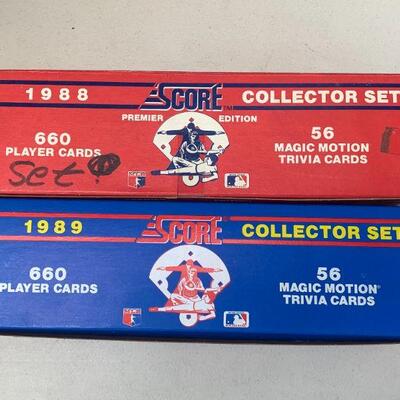 1988 SCORE™ COLLECTOR SET
PREMIER EDITION
660 56
PLAYER CARDS MAGIC MOTION
set TRIVIA CARDS
1989 SCORE COLLECTOR SET
660 56
PLAYER CARDS MAGIC MOTION®
TRIVIA CARDS